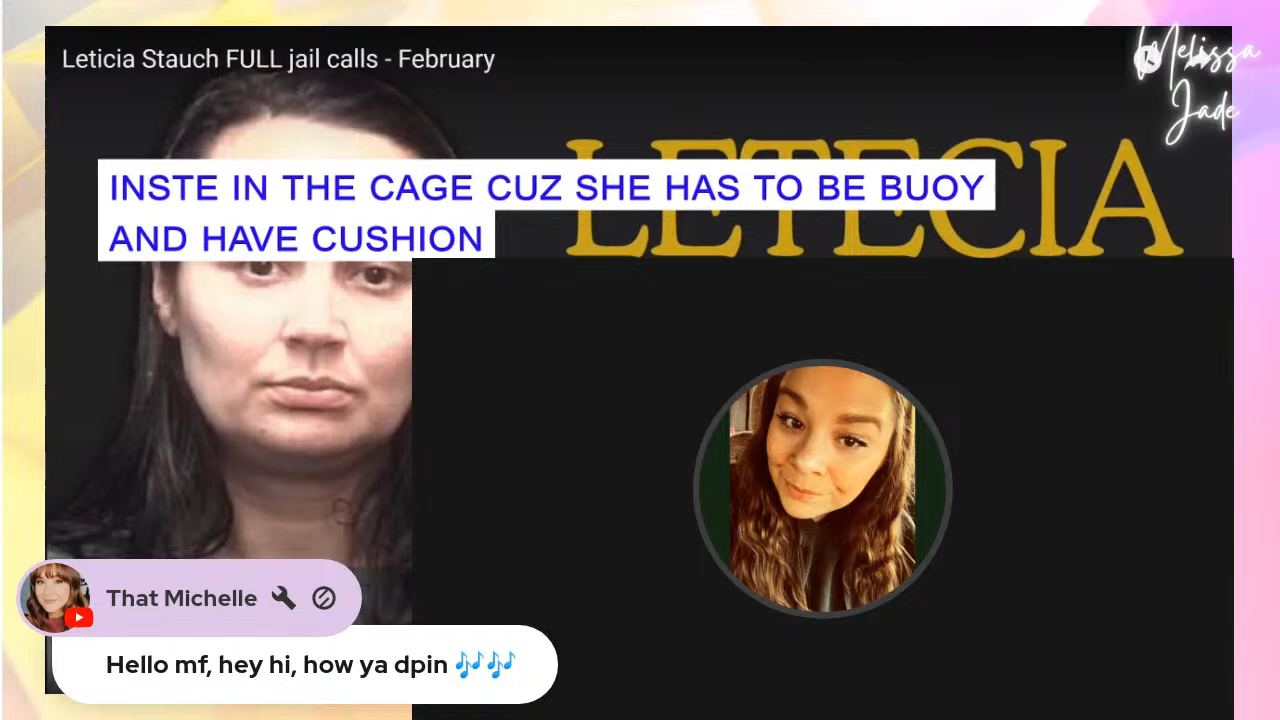 Leticia Stauch FULL jail calls - February
Melissa
Jade
LETECIA
INSTE IN THE CAGE CUZ SHE HAS TO BE BUOY
AND HAVE CUSHION
That Michelle
Hello mf, hey hi, how ya dpin 🎶🎶